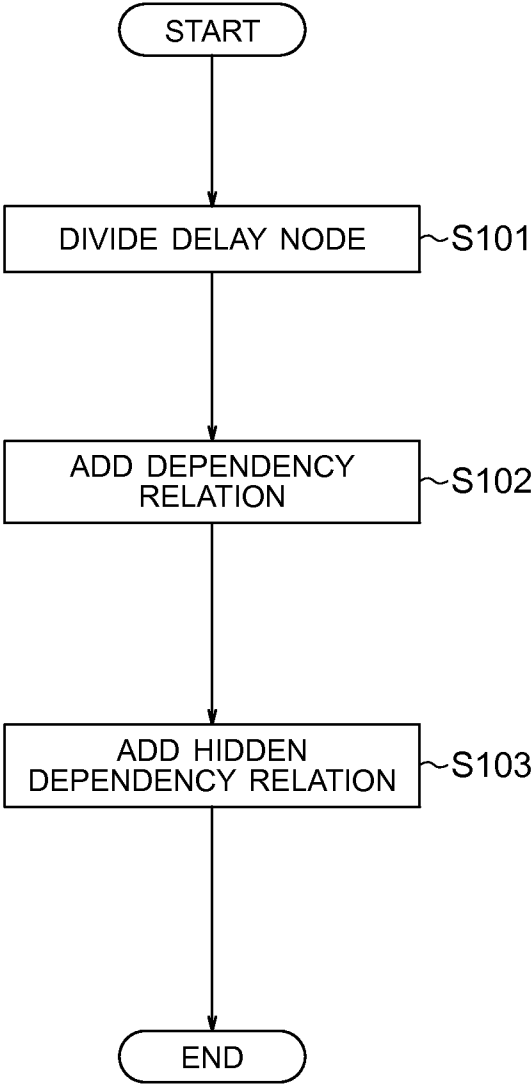 START
DIVIDE DELAY NODE
S101
ADD DEPENDENCY
RELATION
S102
ADD HIDDEN
DEPENDENCY RELATION
S103
END